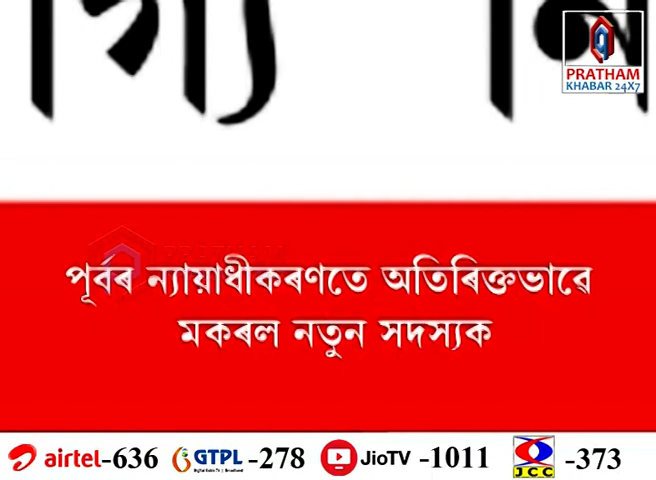 PRATHAM
KHABAR 24X7
পূৰ্বৰ ন্যায়াধীকৰণতে অতিৰিক্তভাৱে
মকৰল নতুন সদস্যক
airtel-636 GTPL -278 JioTV -1011 JCC -373